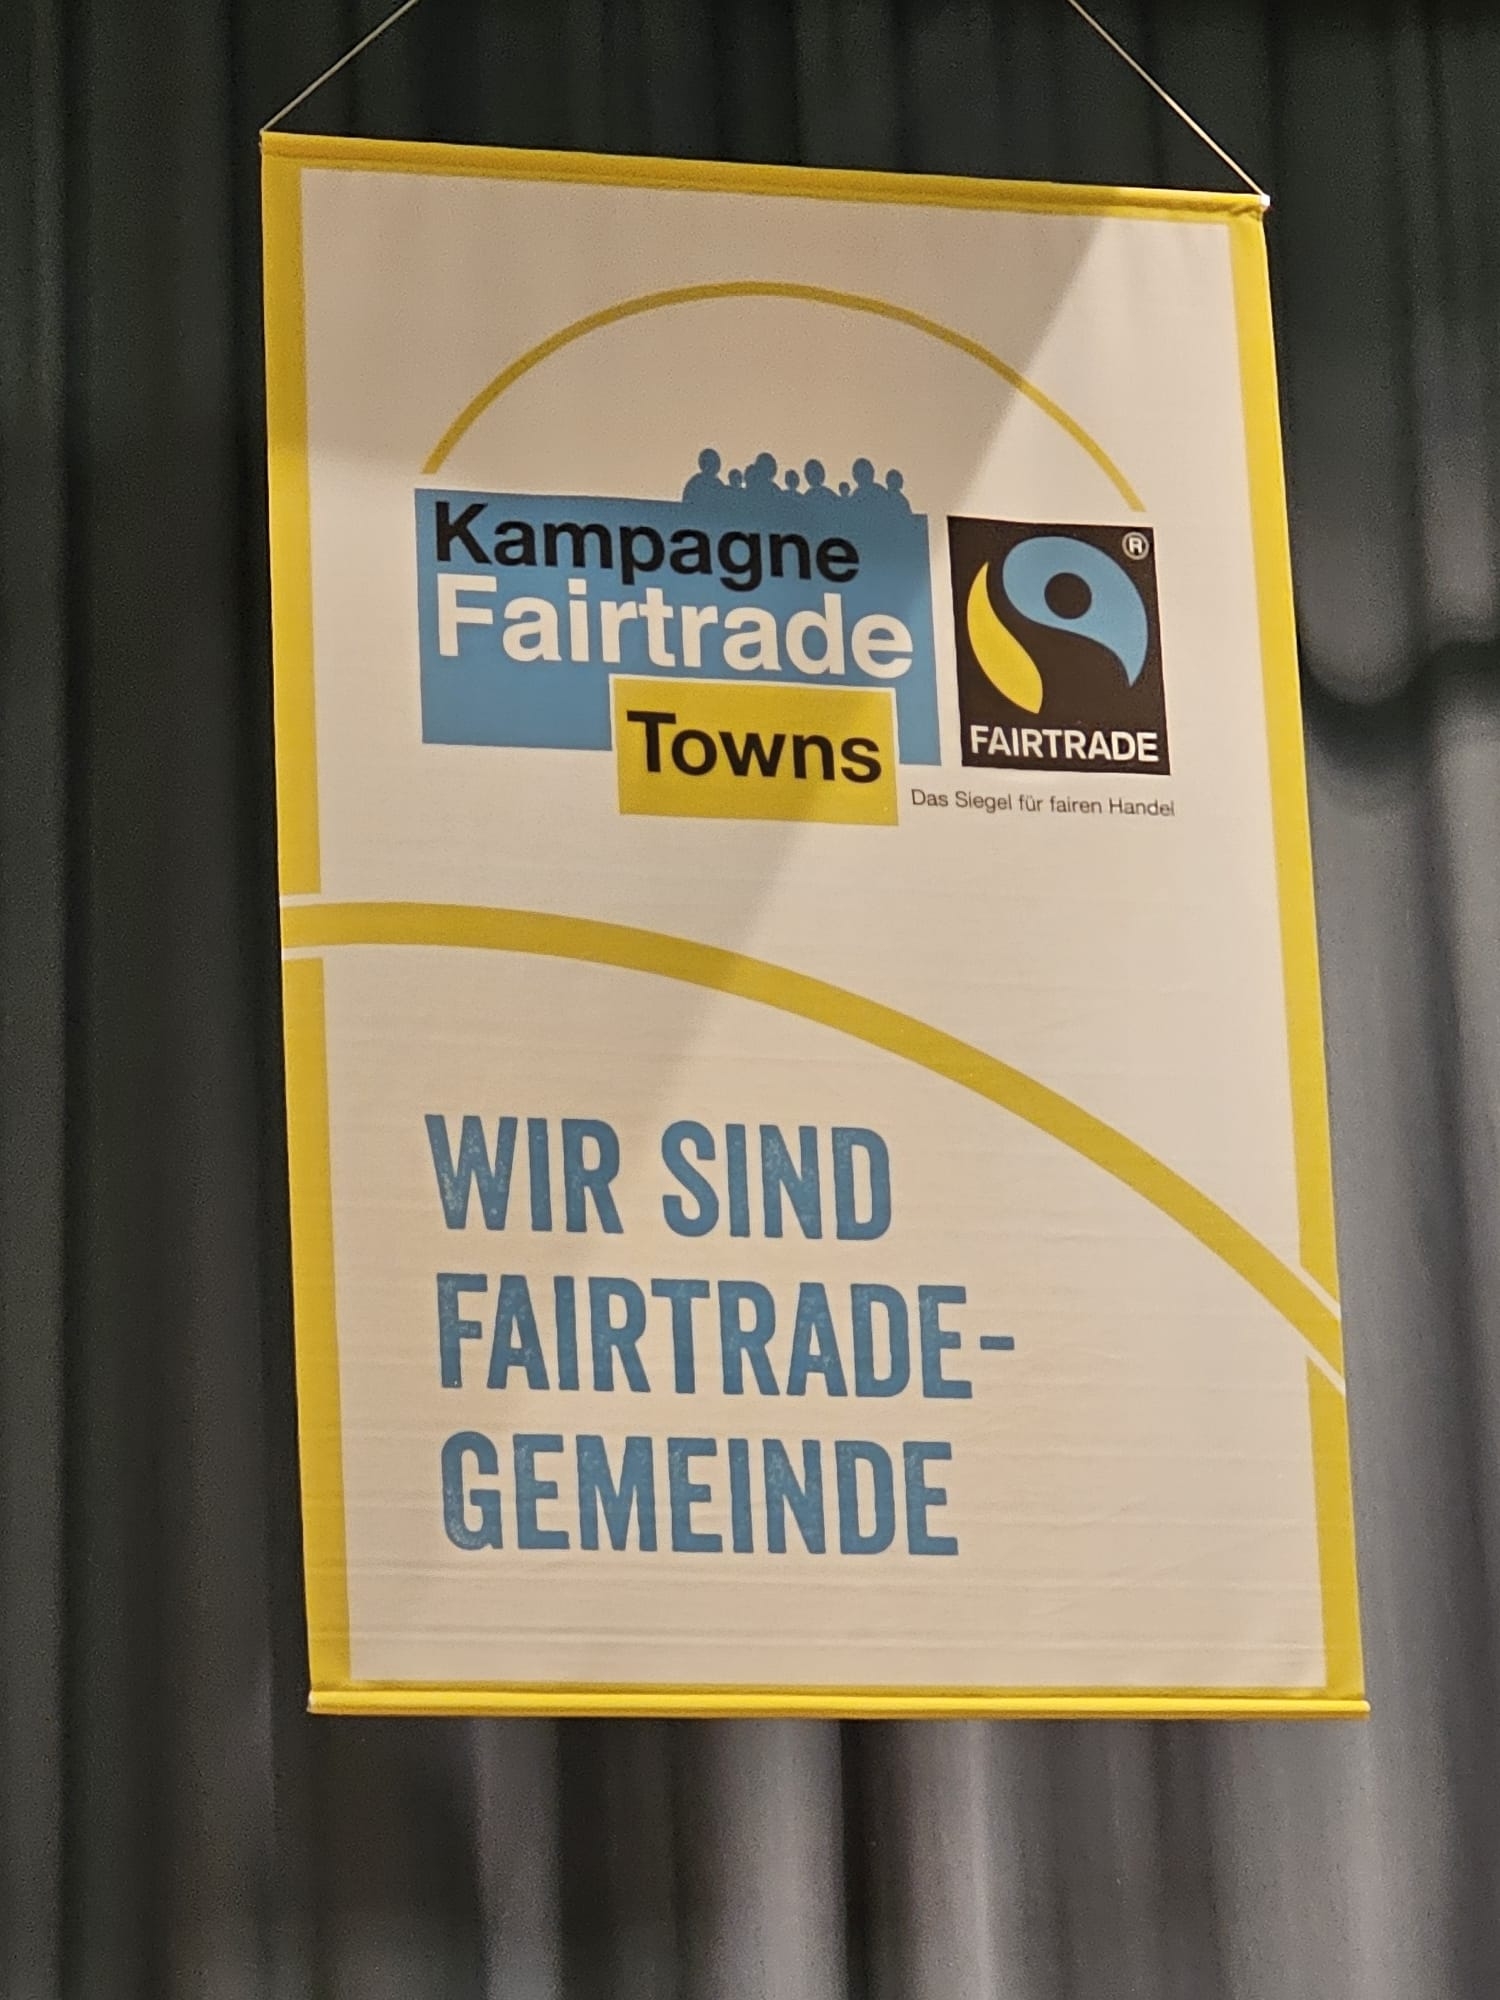 Kampagne
Fairtrade
Towns
®
FAIRTRADE
Das Siegel für fairen Handel
WIR SIND
FAIRTRADE-
GEMEINDE